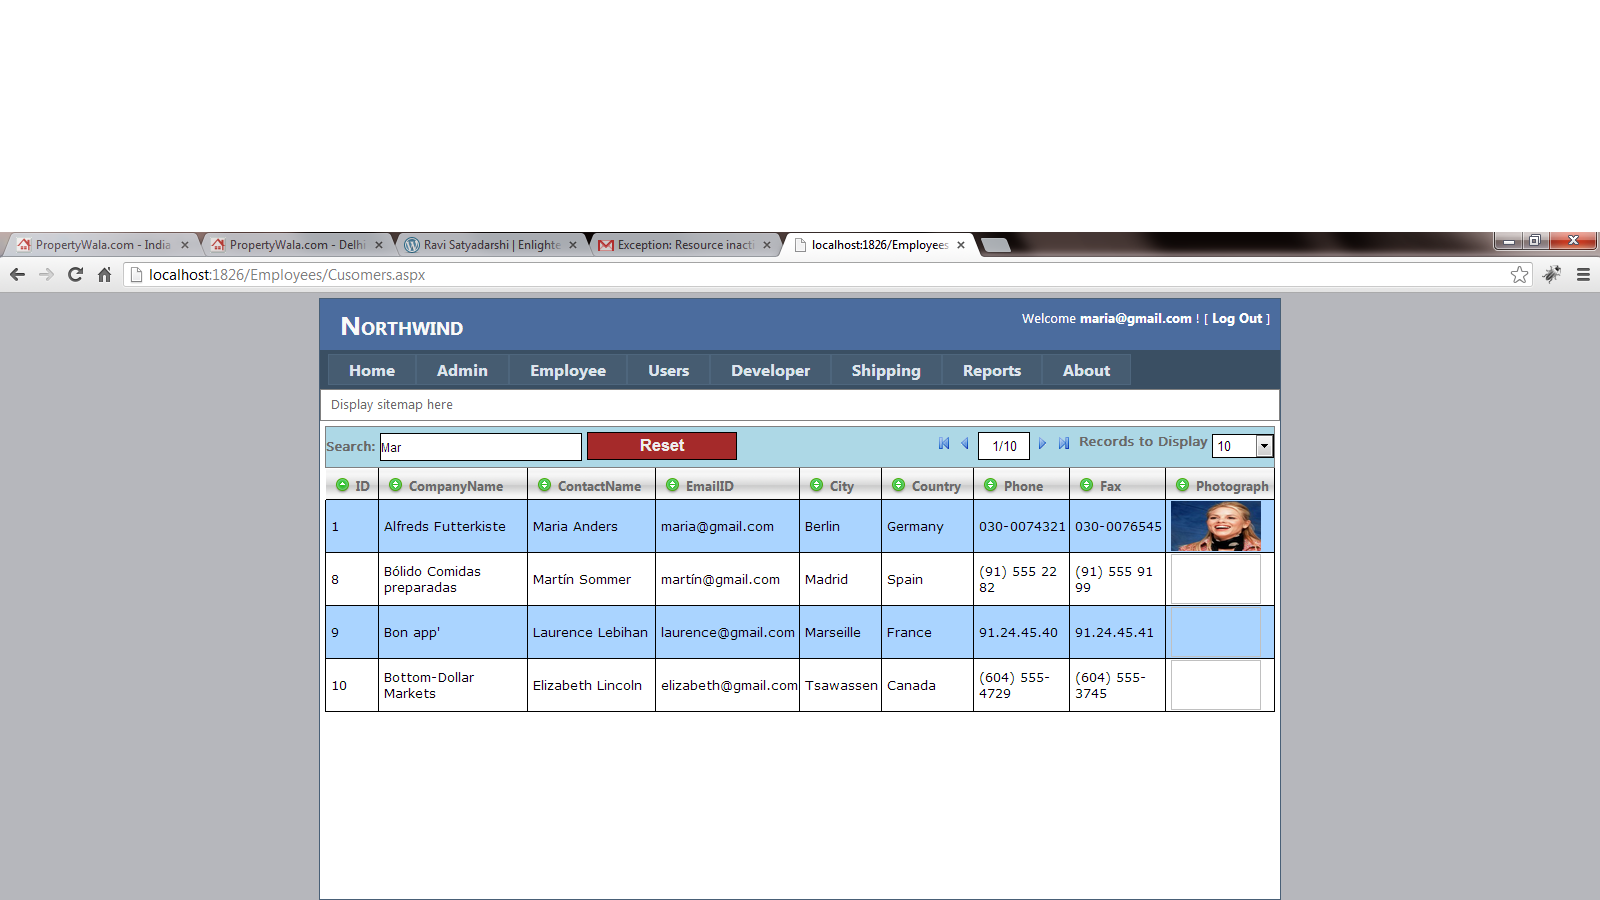 PropertyWala.com - India
PropertyWala.com - Delhi
Ravi Satyadarshi | Enlighte
Exception: Resource inacti
localhost:1826/Employees
localhost:1826/Employees/Cusomers.aspx
Northwind
Welcome maria@gmail.com ! [ Log Out ]
Home Admin Employee Users Developer Shipping Reports About
Display sitemap here
Search: Mar Reset 1/10 Records to Display 10
ID CompanyName ContactName EmailID City Country Phone Fax Photograph
1 Alfreds Futterkiste Maria Anders maria@gmail.com Berlin Germany 030-0074321 030-0076545
8 Bólido Comidas preparadas Martín Sommer martín@gmail.com Madrid Spain (91) 555 22 82 (91) 555 91 99
9 Bon app' Laurence Lebihan laurence@gmail.com Marseille France 91.24.45.40 91.24.45.41
10 Bottom-Dollar Markets Elizabeth Lincoln elizabeth@gmail.com Tsawassen Canada (604) 555-4729 (604) 555-3745